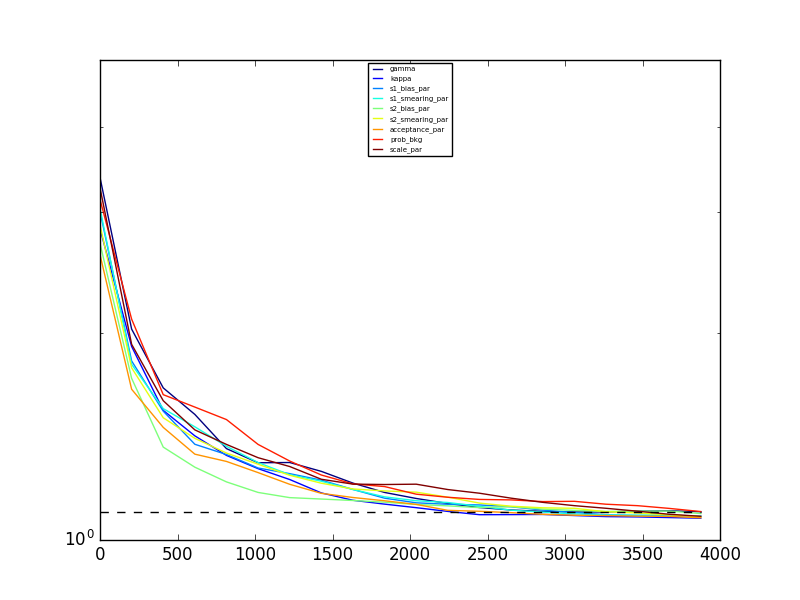 gamma
kappa
s1_bias_par
s1_smearing_par
s2_bias_par
s2_smearing_par
acceptance_par
prob_bkg
scale_par
10^0
0 500 1000 1500 2000 2500 3000 3500 4000